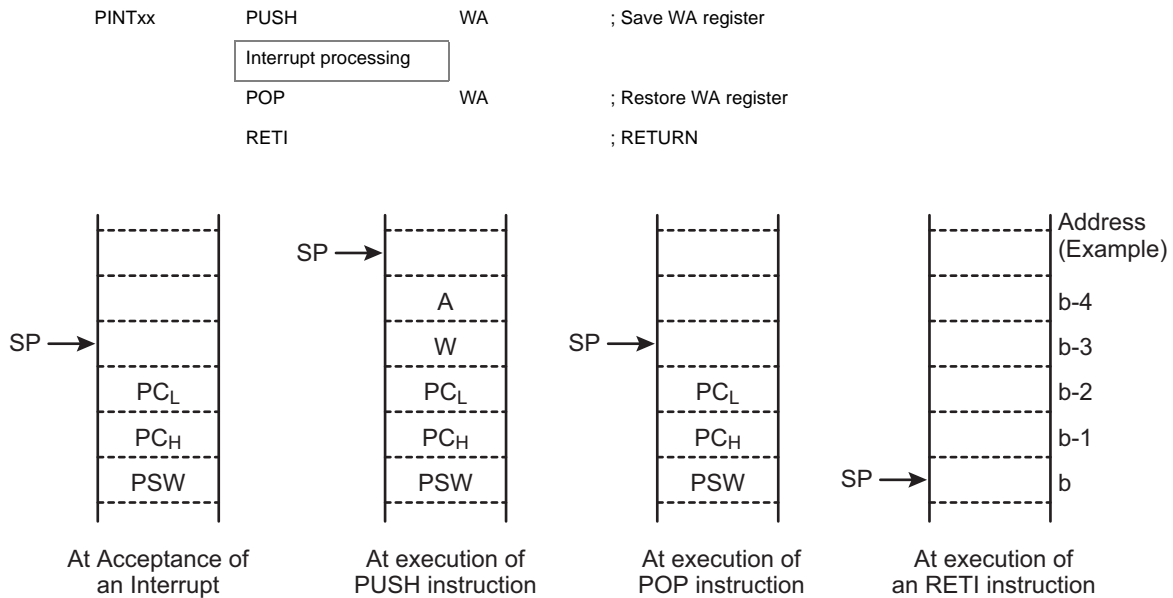 PINTxx PUSH WA ; Save WA register
Interrupt processing
POP WA ; Restore WA register
RETI ; RETURN
Address
(Example)
SP
A b-4
SP W SP b-3
PCL PCL PCL b-2
PCH PCH PCH b-1
PSW PSW PSW SP b
At Acceptance of
an Interrupt
At execution of
PUSH instruction
At execution of
POP instruction
At execution of
an RETI instruction